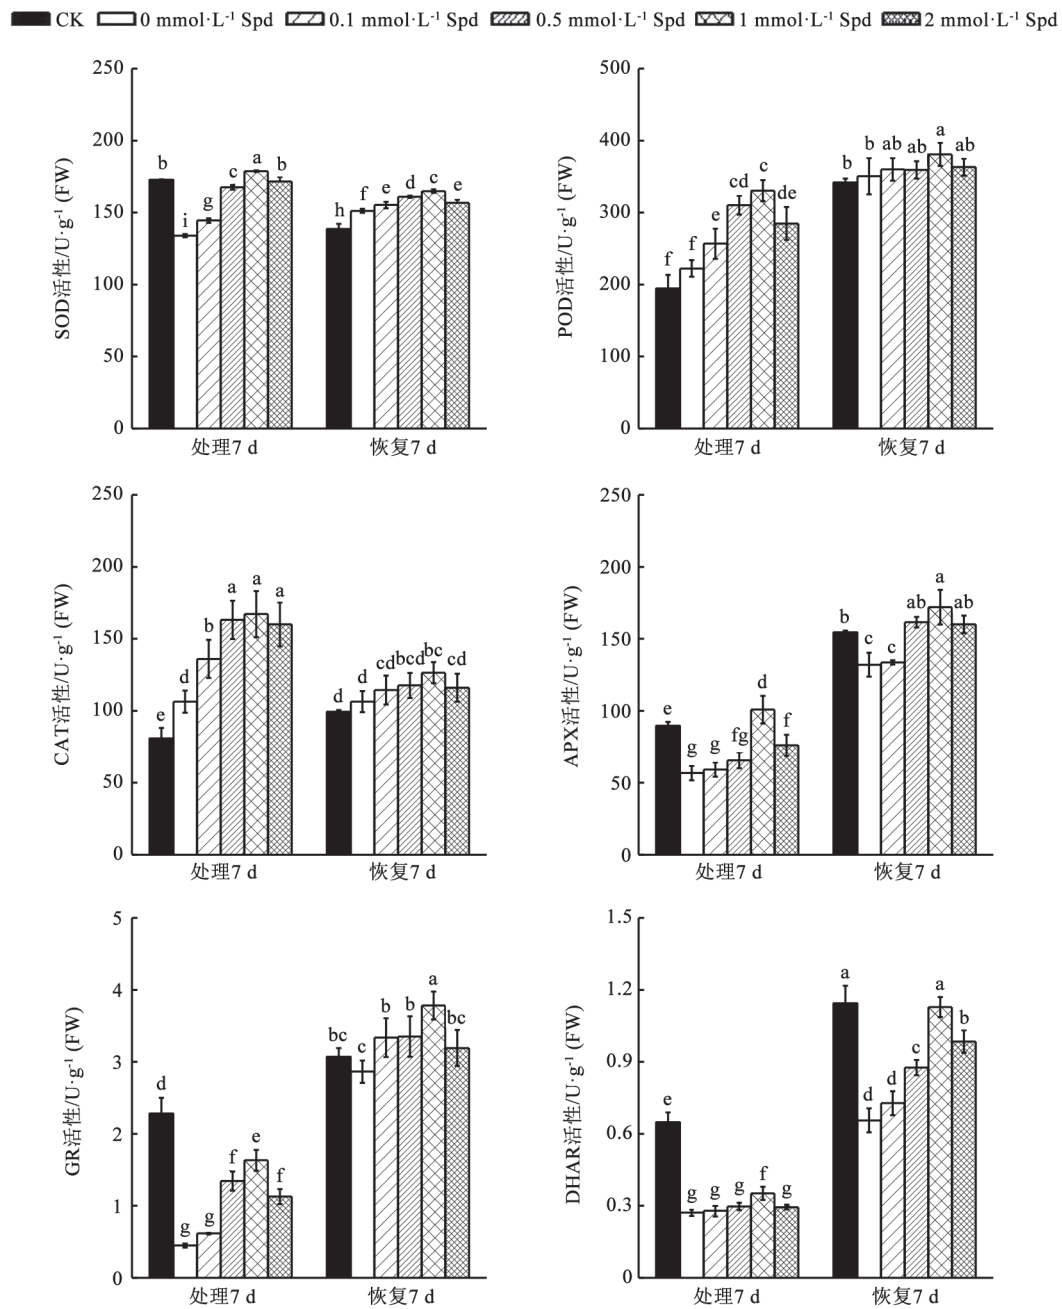 CK 0 mmol·L⁻¹ Spd 0.1 mmol·L⁻¹ Spd 0.5 mmol·L⁻¹ Spd 1 mmol·L⁻¹ Spd 2 mmol·L⁻¹ Spd
SOD活性/U·g⁻¹ (FW)
250
200
150
100
50
0
b i g c a b h f e d c e
处理7 d 恢复7 d
POD活性/U·g⁻¹ (FW)
500
400
300
200
100
0
f f e cd c de b b ab ab a ab
处理7 d 恢复7 d
CAT活性/U·g⁻¹ (FW)
250
200
150
100
50
0
e d b a a a d d cd bcd bc cd
处理7 d 恢复7 d
APX活性/U·g⁻¹ (FW)
250
200
150
100
50
0
e g g fg d f b c c ab a ab
处理7 d 恢复7 d
GR活性/U·g⁻¹ (FW)
5
4
3
2
1
0
d g g f e f bc c b b a bc
处理7 d 恢复7 d
DHAR活性/U·g⁻¹ (FW)
1.5
1.2
0.9
0.6
0.3
0
e g g g f g a d d c a b
处理7 d 恢复7 d